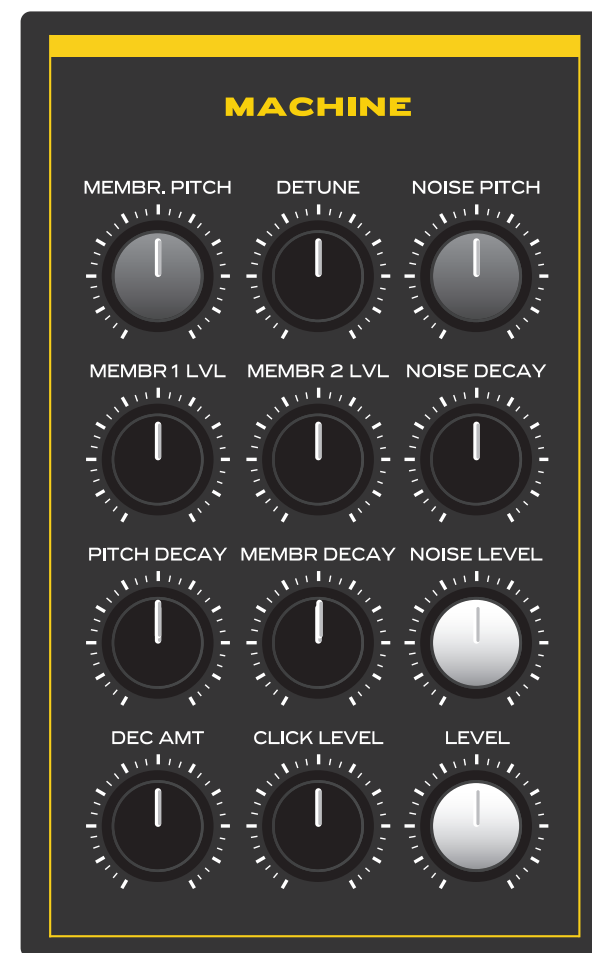 MACHINE
MEMBR. PITCH DETUNE NOISE PITCH
MEMBR 1 LVL MEMBR 2 LVL NOISE DECAY
PITCH DECAY MEMBR DECAY NOISE LEVEL
DEC AMT CLICK LEVEL LEVEL